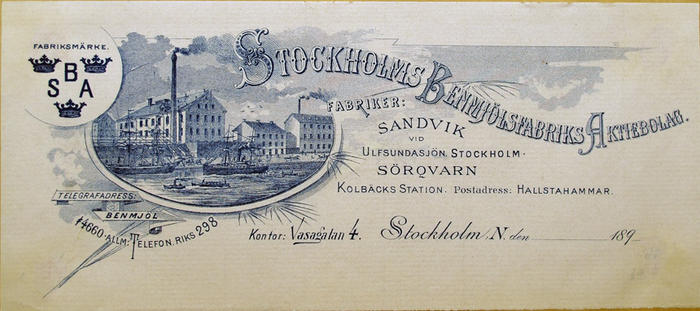 FABRIKSMÄRKE.
B
S A
STOCKHOLMS BENMJÖLSFABRIKS AKTIEBOLAG.
FABRIKER:
SANDVIK
VID
ULFSUNDASJÖN, STOCKHOLM.
SÖRQVARN
KOLBÄCKS STATION. Postadress: HALLSTAHAMMAR.
TELEGRAFADRESS:
BENMJÖL
4660. ALLM: TELEFON. RIKS 298
Kontor: Vasagatan 4. Stockholm, N. den 189